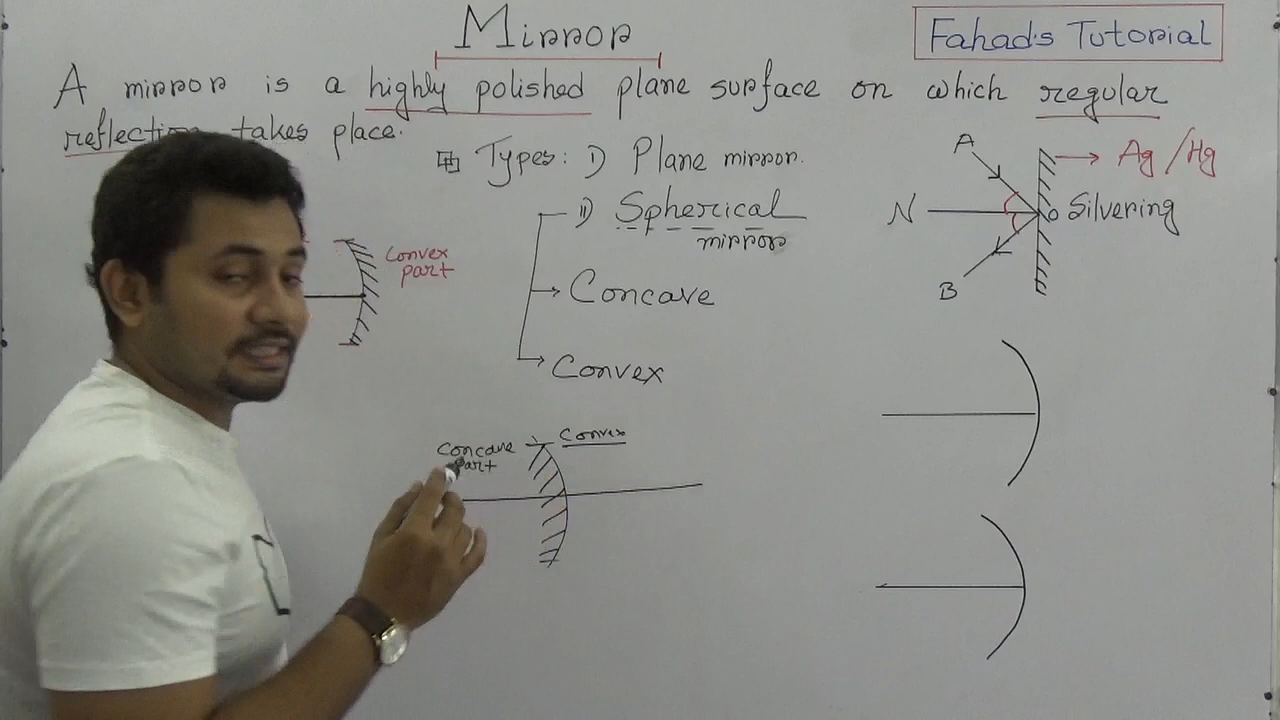 Mirror
Fahad's Tutorial
A mirror is a highly polished plane surface on which regular
reflection takes place.
Types: i) Plane mirror.
ii) Spherical
mirror
Concave
Convex
Convex
part
A
Ag/Hg
N
Silvering
B
Concave
part
Convex